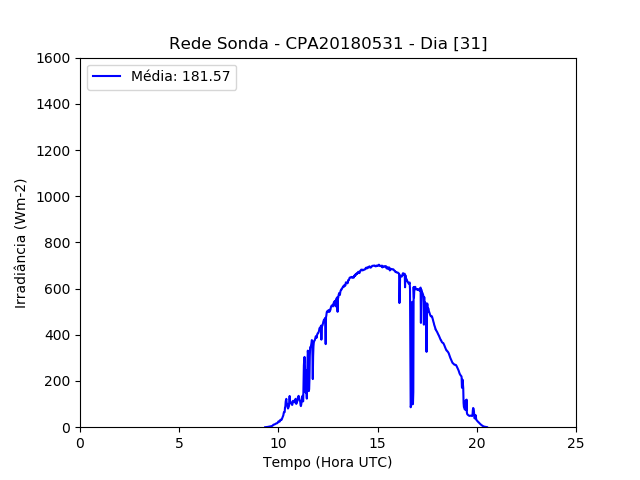 Rede Sonda - CPA20180531 - Dia [31]
Média: 181.57
1600
1400
1200
1000
800
600
400
200
0
Irradiância (Wm-2)
0 5 10 15 20 25
Tempo (Hora UTC)